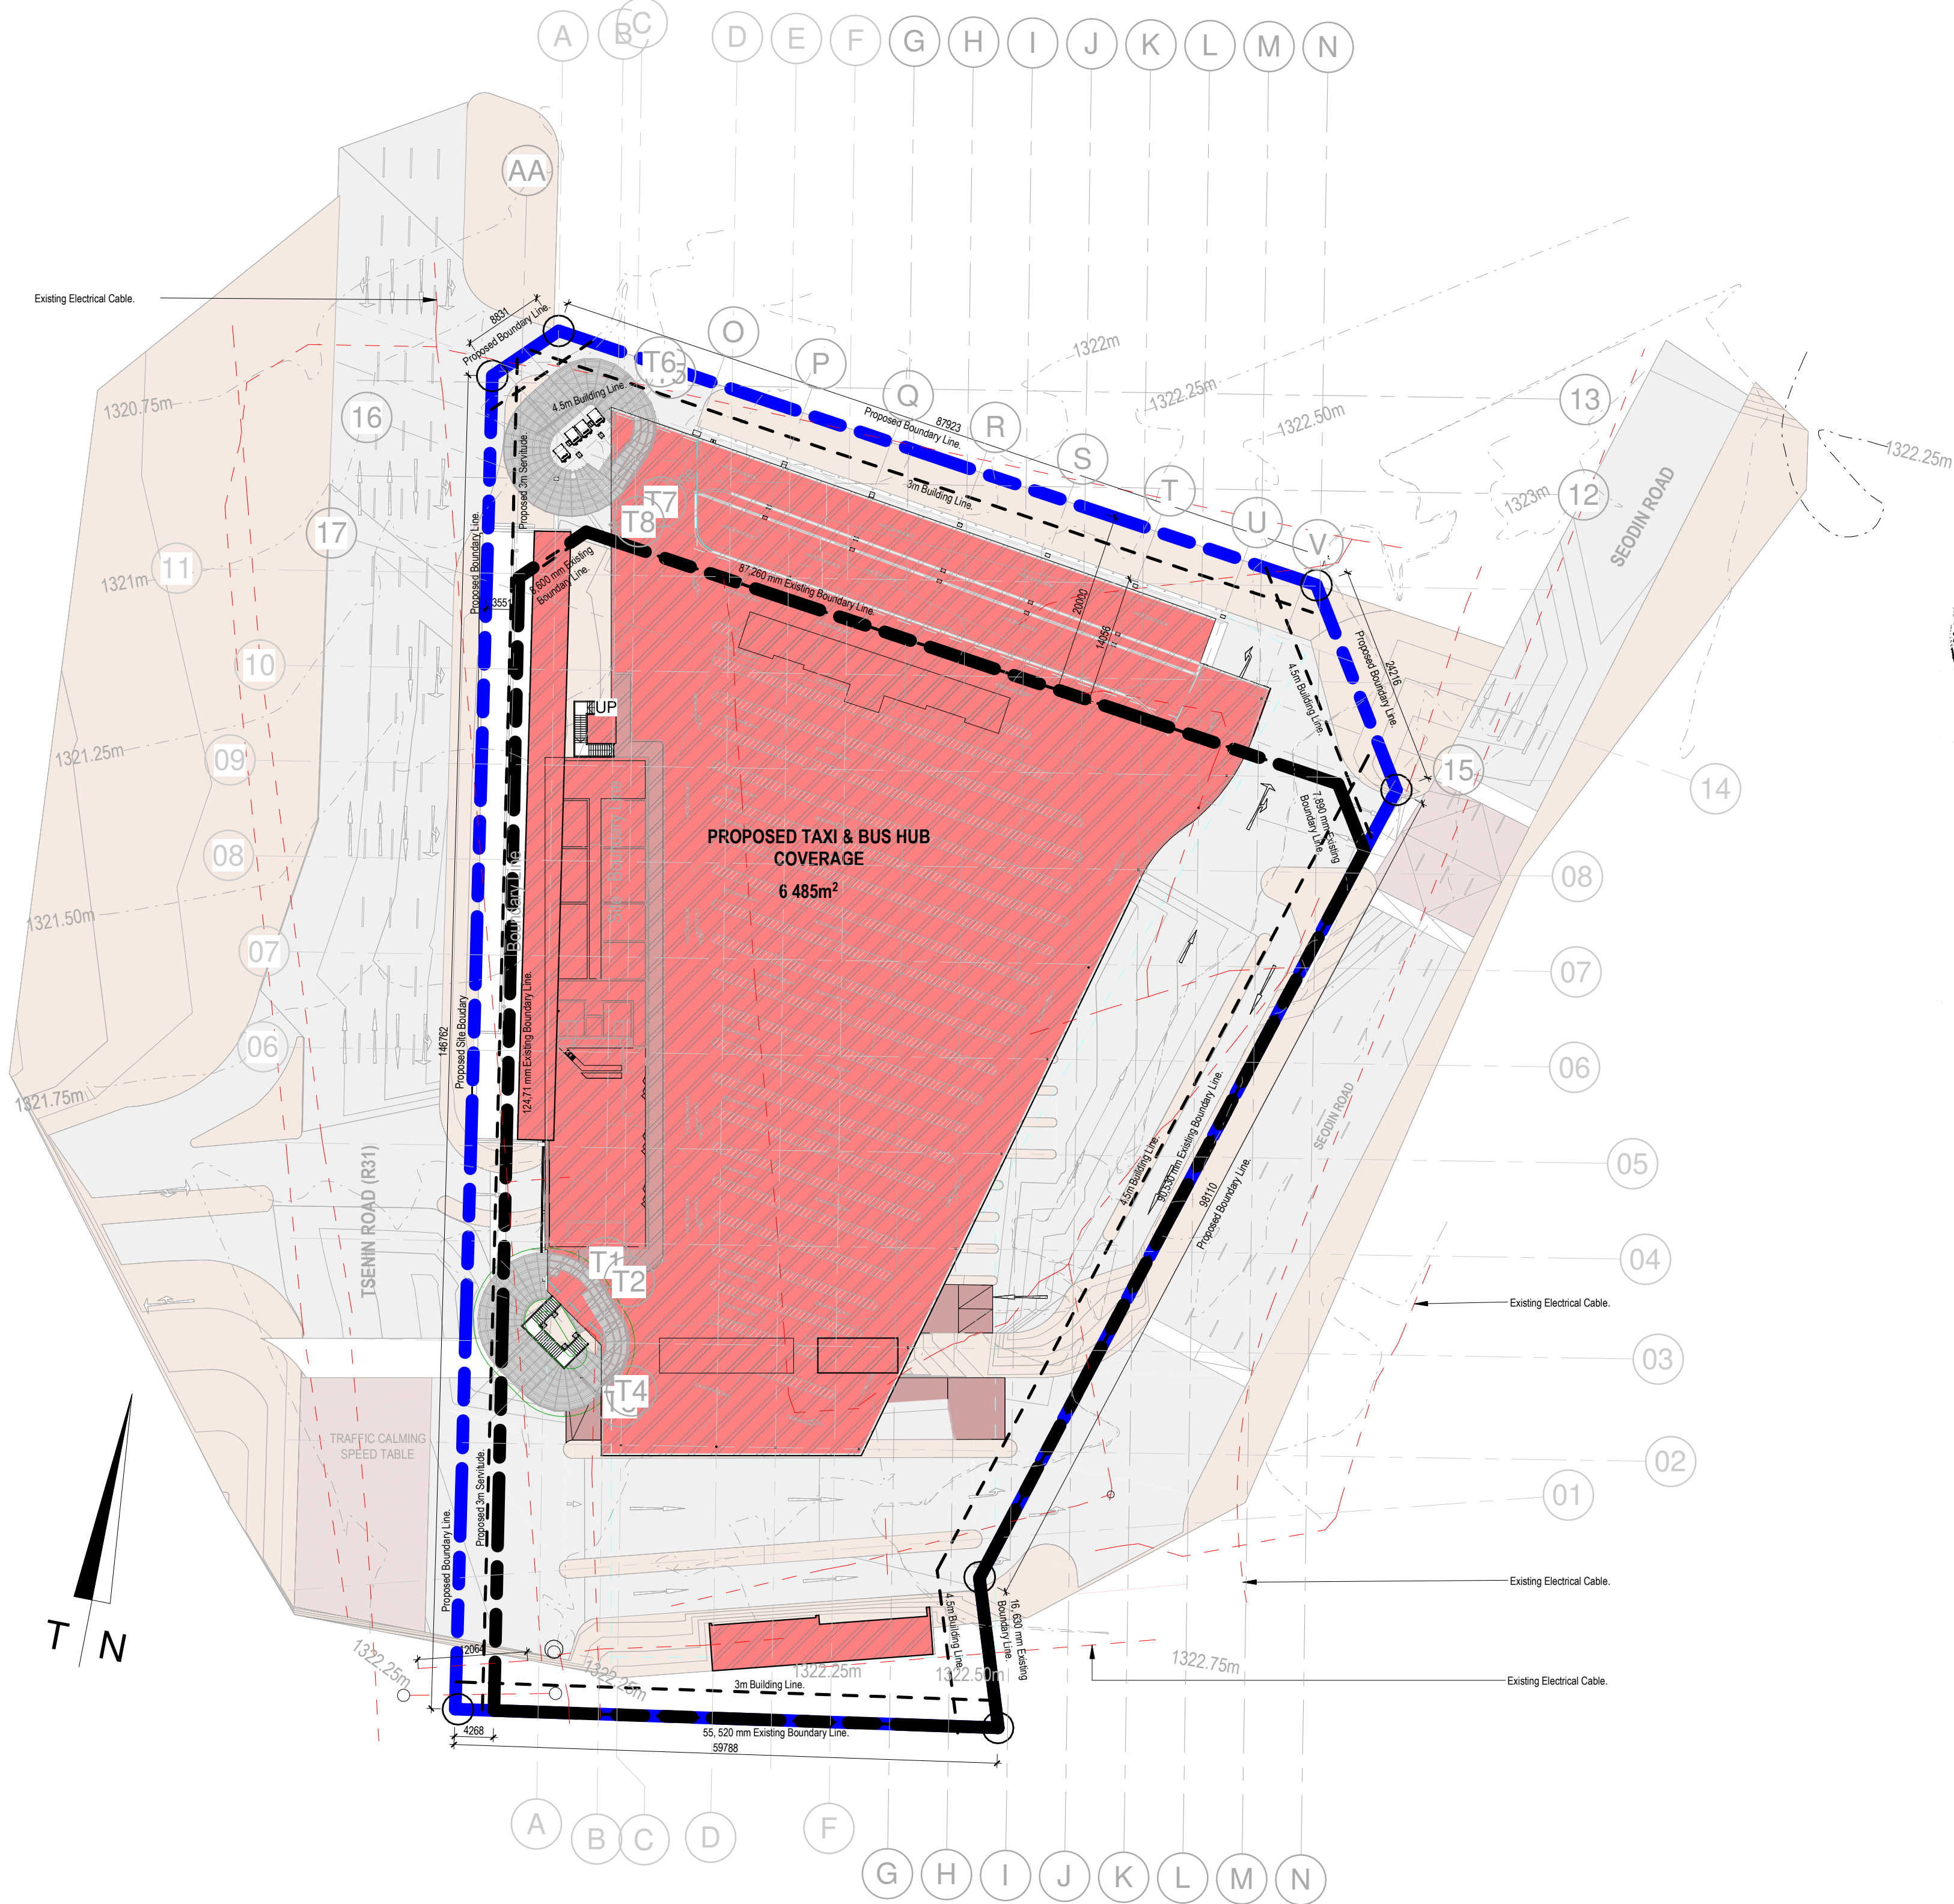 A
B
C
D
E
F
G
H
I
J
K
L
M
N
AA
Existing Electrical Cable.
8831
Proposed Boundary Line.
O
T6
P
Q
R
S
T
U
V
13
12
16
17
11
10
09
08
07
06
1320.75m
1321m
1321.25m
1321.50m
1321.75m
1322m
1322.25m
1322.50m
1323m
1322.25m
SEODIN ROAD
4.5m Building Line.
87923
Proposed Boundary Line.
3m Building Line.
Proposed 3m Servitude.
Proposed Boundary Line.
T7
T8
8,600 mm Existing
Boundary Line.
3551
87,260 mm Existing Boundary Line.
20000
14056
24216
Proposed Boundary Line.
4.5m Building Line.
15
14
UP
7,890 mm Existing
Boundary Line.
PROPOSED TAXI & BUS HUB
COVERAGE
6 485m²
Boundary Line
124,71 mm Existing Boundary Line.
146762
Proposed Site Boudary
08
07
06
05
04
03
02
01
SEODIN ROAD
4.5m Building Line.
90,530 mm Existing Boundary Line.
98110
Proposed Boundary Line.
TSENIN ROAD (R31)
T1
T2
T4
Existing Electrical Cable.
TRAFFIC CALMING
SPEED TABLE
Proposed 3m Servitude.
Proposed Boundary Line.
Existing Electrical Cable.
T N
4.5m Building Line.
16, 630 mm Existing
Boundary Line.
12064
1322.25m
1322.25m
1322.25m
1322.50m
1322.75m
Existing Electrical Cable.
3m Building Line.
4268
55, 520 mm Existing Boundary Line.
59788
A
B
C
D
F
G
H
I
J
K
L
M
N